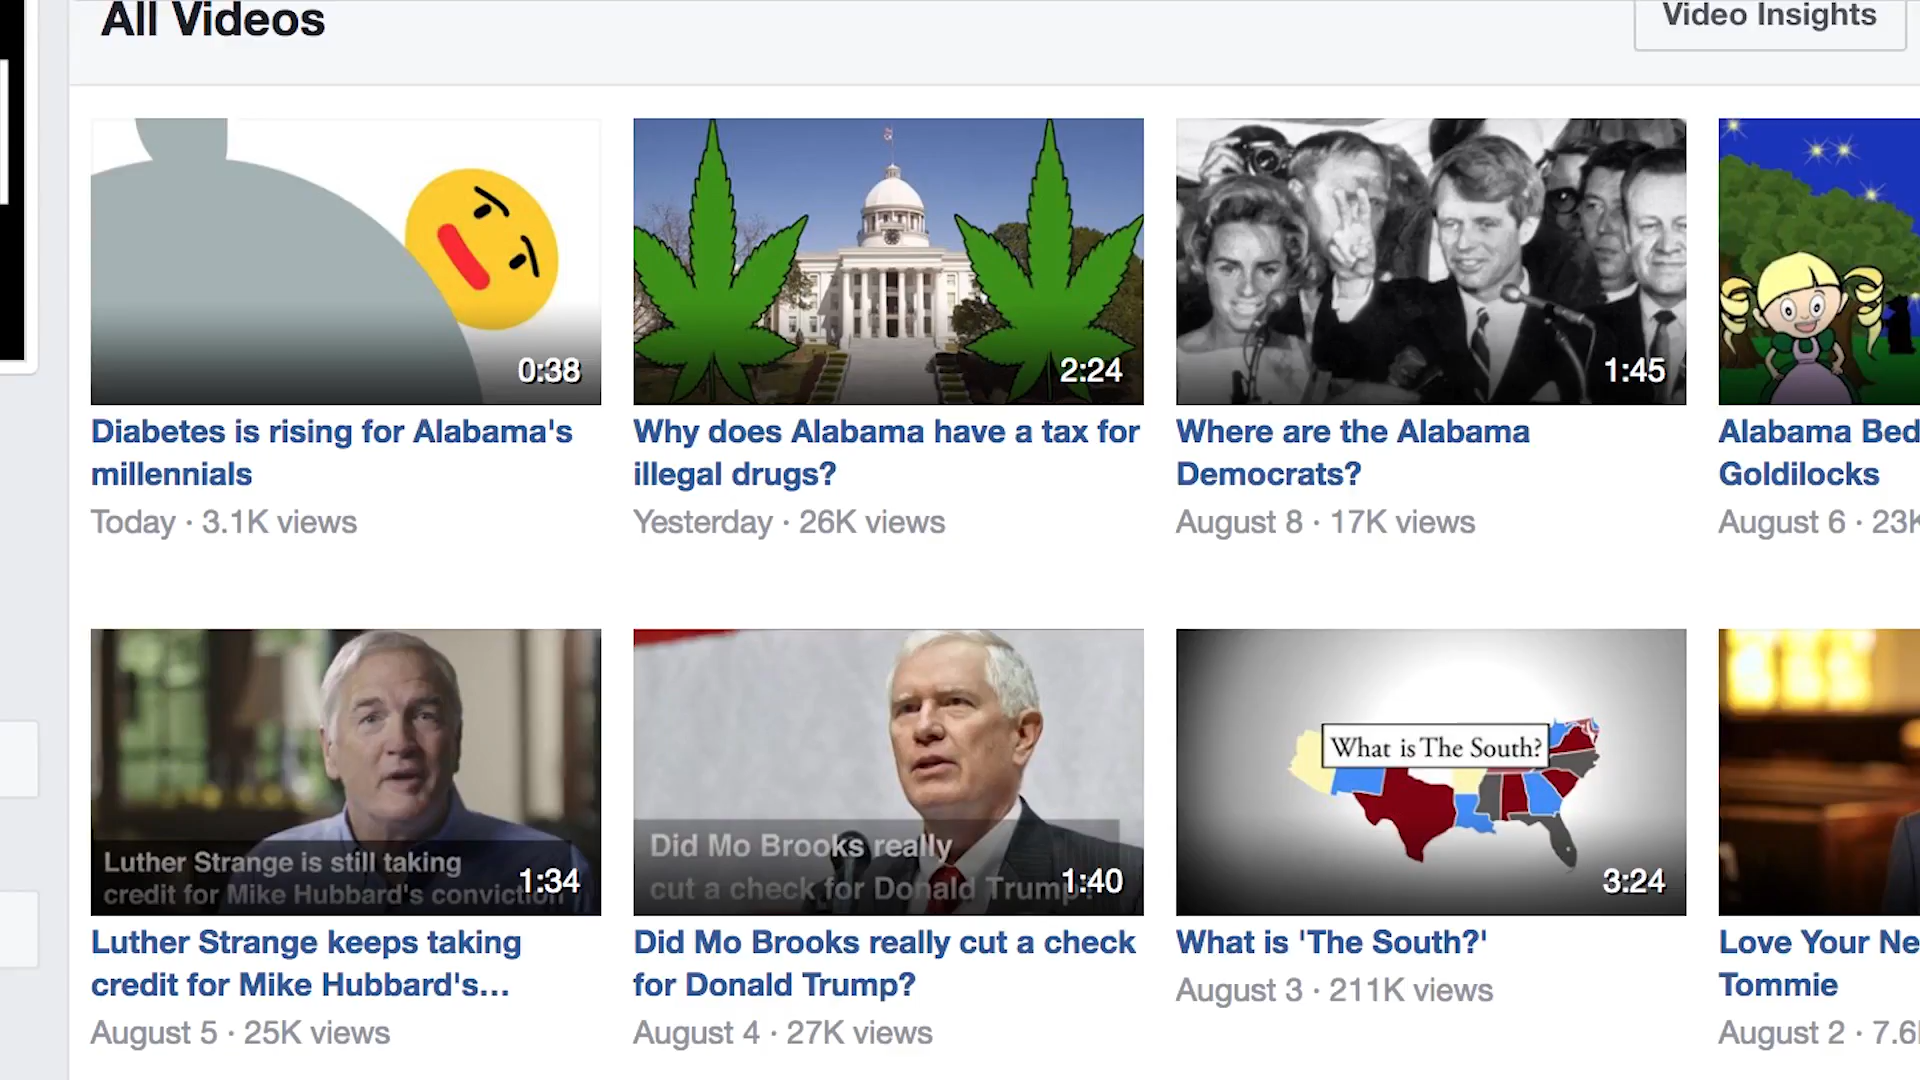 All Videos
Video Insights
0:38
2:24
1:45
Diabetes is rising for Alabama's
millennials
Today · 3.1K views
Why does Alabama have a tax for
illegal drugs?
Yesterday · 26K views
Where are the Alabama
Democrats?
August 8 · 17K views
Alabama Bed
Goldilocks
August 6 · 23K
Luther Strange is still taking
credit for Mike Hubbard's conviction
1:34
Did Mo Brooks really
cut a check for Donald Trump?
1:40
What is The South?
3:24
Luther Strange keeps taking
credit for Mike Hubbard's...
August 5 · 25K views
Did Mo Brooks really cut a check
for Donald Trump?
August 4 · 27K views
What is 'The South?'
August 3 · 211K views
Love Your Ne
Tommie
August 2 · 7.6